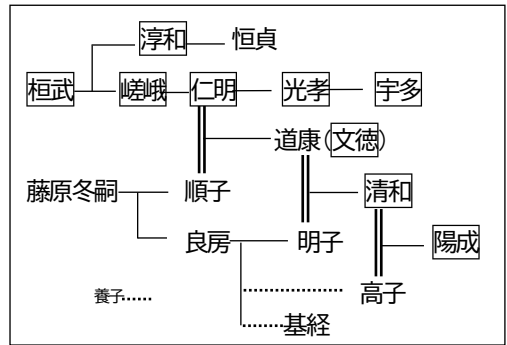 淳和 恒貞
桓武 嵯峨 仁明 光孝 宇多
道康(文徳)
藤原冬嗣 順子 清和
良房 明子 陽成
養子…… 高子
基経